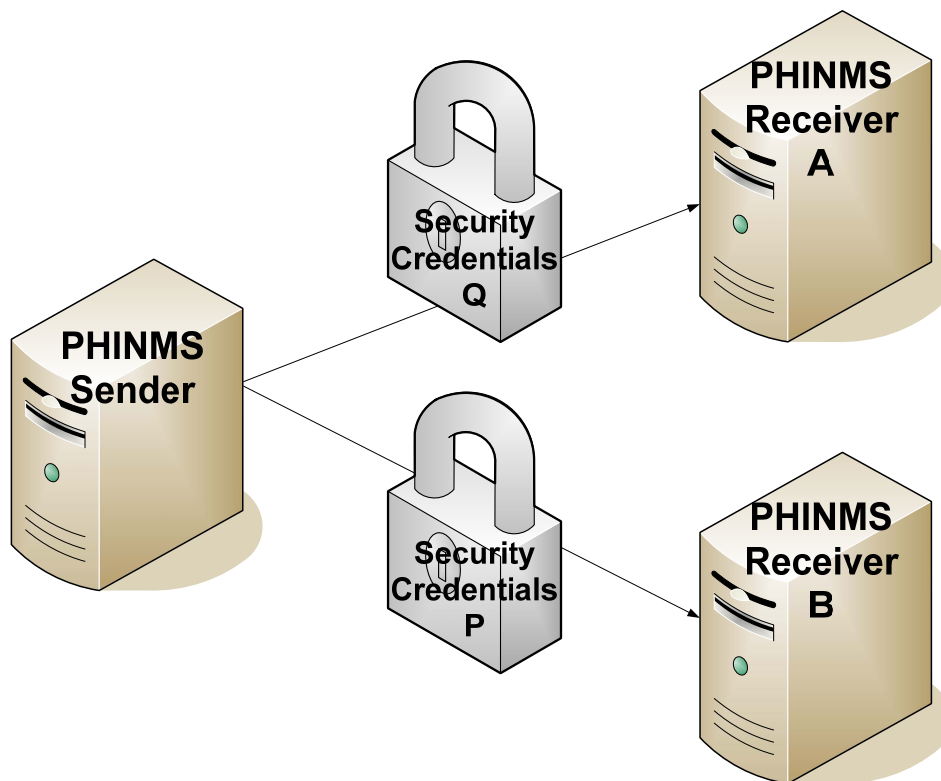 PHINMS
Sender
Security
Credentials
Q
PHINMS
Receiver
A
Security
Credentials
P
PHINMS
Receiver
B